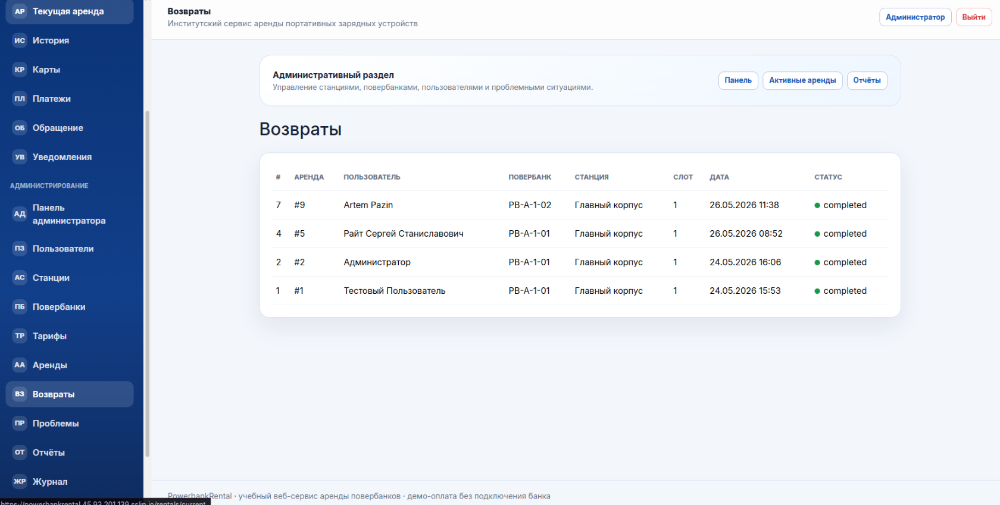 АР Текущая аренда
ИС История
КР Карты
ПЛ Платежи
ОБ Обращение
УВ Уведомления
АДМИНИСТРИРОВАНИЕ
АД Панель
администратора
ПЗ Пользователи
АС Станции
ПБ Повербанки
ТР Тарифы
АА Аренды
ВЗ Возвраты
ПР Проблемы
ОТ Отчёты
ЖР Журнал
Возвраты
Институтский сервис аренды портативных зарядных устройств
Администратор Выйти
Административный раздел
Управление станциями, повербанками, пользователями и проблемными ситуациями.
Панель Активные аренды Отчёты
Возвраты
# АРЕНДА ПОЛЬЗОВАТЕЛЬ ПОВЕРБАНК СТАНЦИЯ СЛОТ ДАТА СТАТУС
7 #9 Artem Pazin PB-A-1-02 Главный корпус 1 26.05.2026 11:38 completed
4 #5 Райт Сергей Станиславович PB-A-1-01 Главный корпус 1 26.05.2026 08:52 completed
2 #2 Администратор PB-A-1-01 Главный корпус 1 24.05.2026 16:06 completed
1 #1 Тестовый Пользователь PB-A-1-01 Главный корпус 1 24.05.2026 15:53 completed
PowerbankRental · учебный веб-сервис аренды повербанков · демо-оплата без подключения банка
https://powerbankrental.45.93.201.139.sslip.io/rentals/current